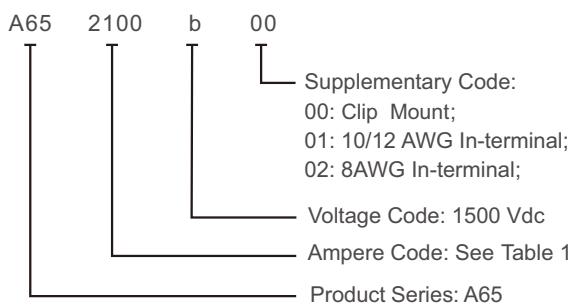 A65 2100 b 00
Supplementary Code:
00: Clip Mount;
01: 10/12 AWG In-terminal;
02: 8AWG In-terminal;
Voltage Code: 1500 Vdc
Ampere Code: See Table 1
Product Series: A65